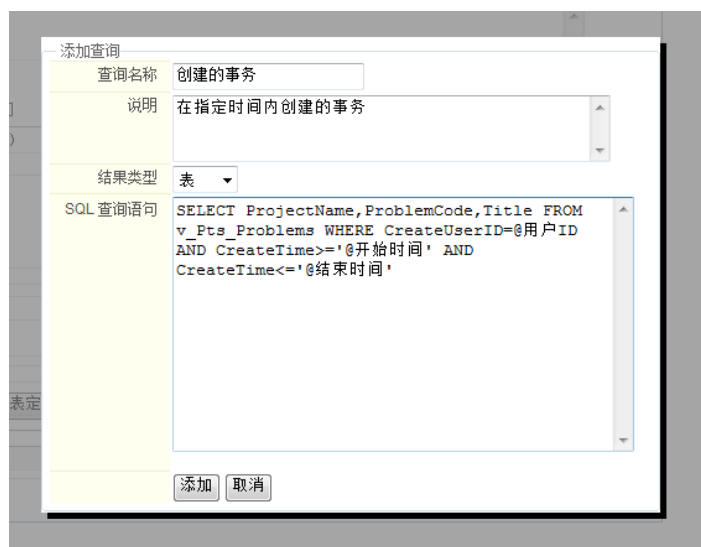 添加查询
查询名称 创建的事务
说明 在指定时间内创建的事务
结果类型 表
SQL 查询语句 SELECT ProjectName,ProblemCode,Title FROM
v_Pts_Problems WHERE CreateUserID=@用户ID
AND CreateTime>='@开始时间' AND
CreateTime<='@结束时间'
表定
添加 取消